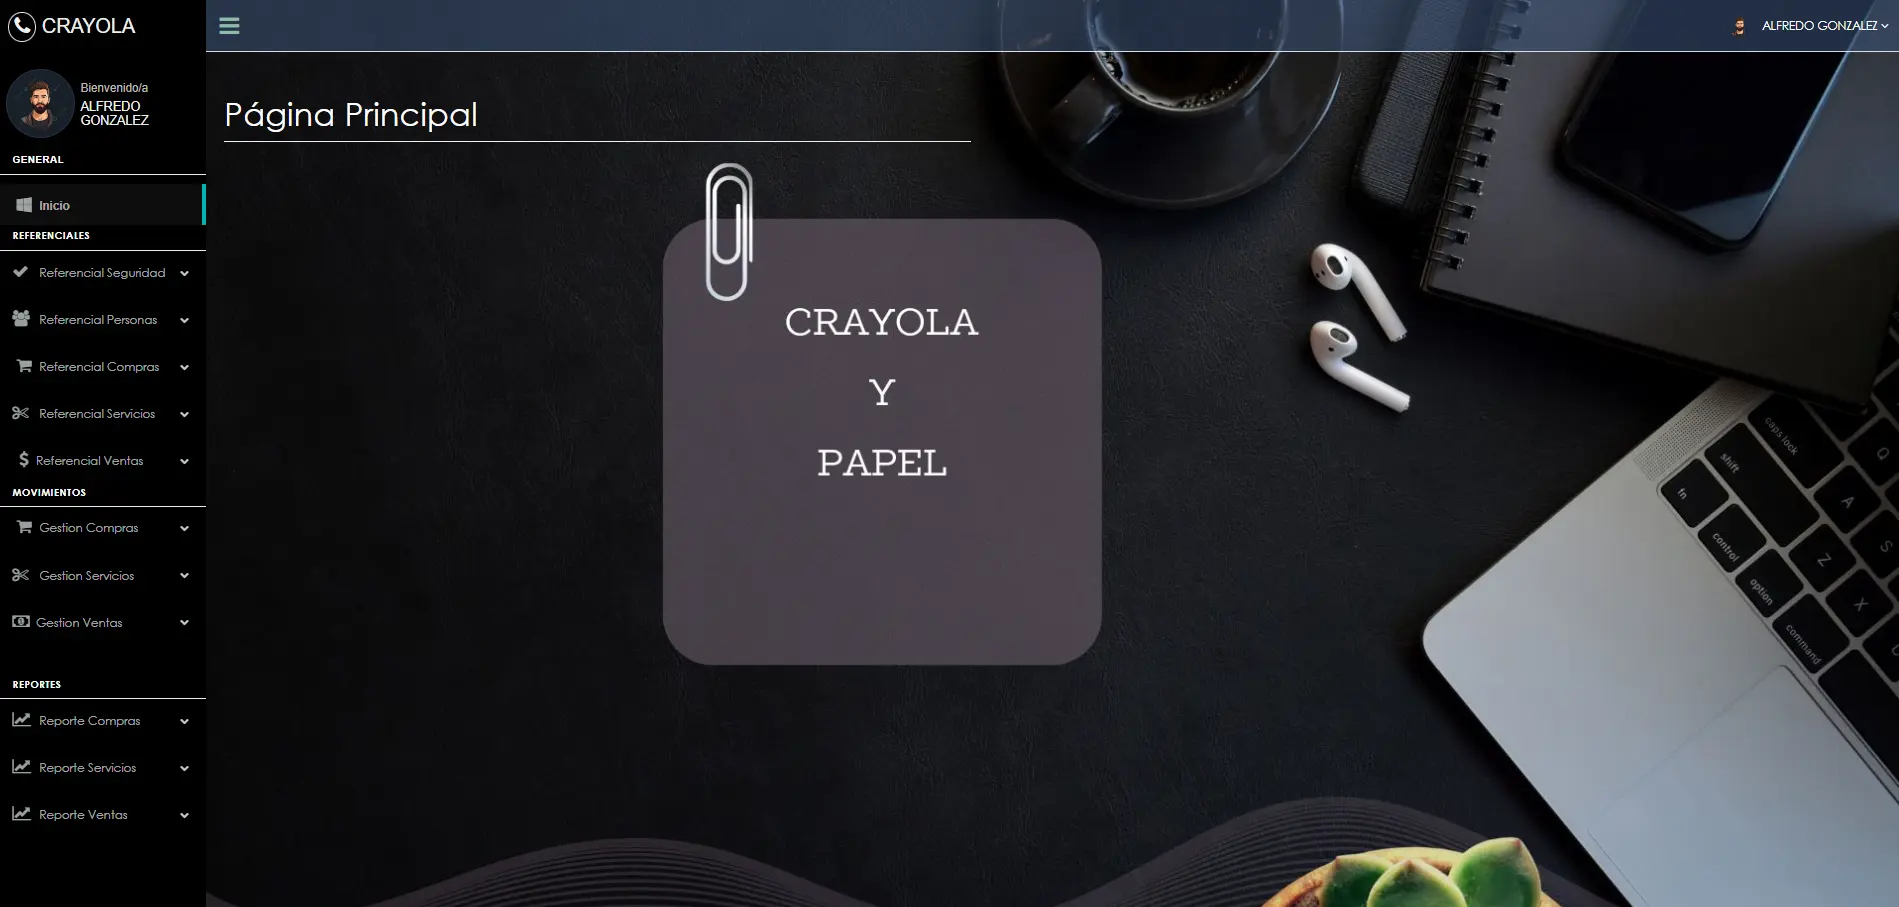 CRAYOLA
ALFREDO GONZALEZ
Bienvenido/a
ALFREDO
GONZALEZ
GENERAL
Inicio
REFERENCIALES
Referencial Seguridad
Referencial Personas
Referencial Compras
Referencial Servicios
Referencial Ventas
MOVIMIENTOS
Gestion Compras
Gestion Servicios
Gestion Ventas
REPORTES
Reporte Compras
Reporte Servicios
Reporte Ventas
Página Principal
CRAYOLA
Y
PAPEL
caps lock
Q
shift
A
fn
S
control
Z
option
X
command